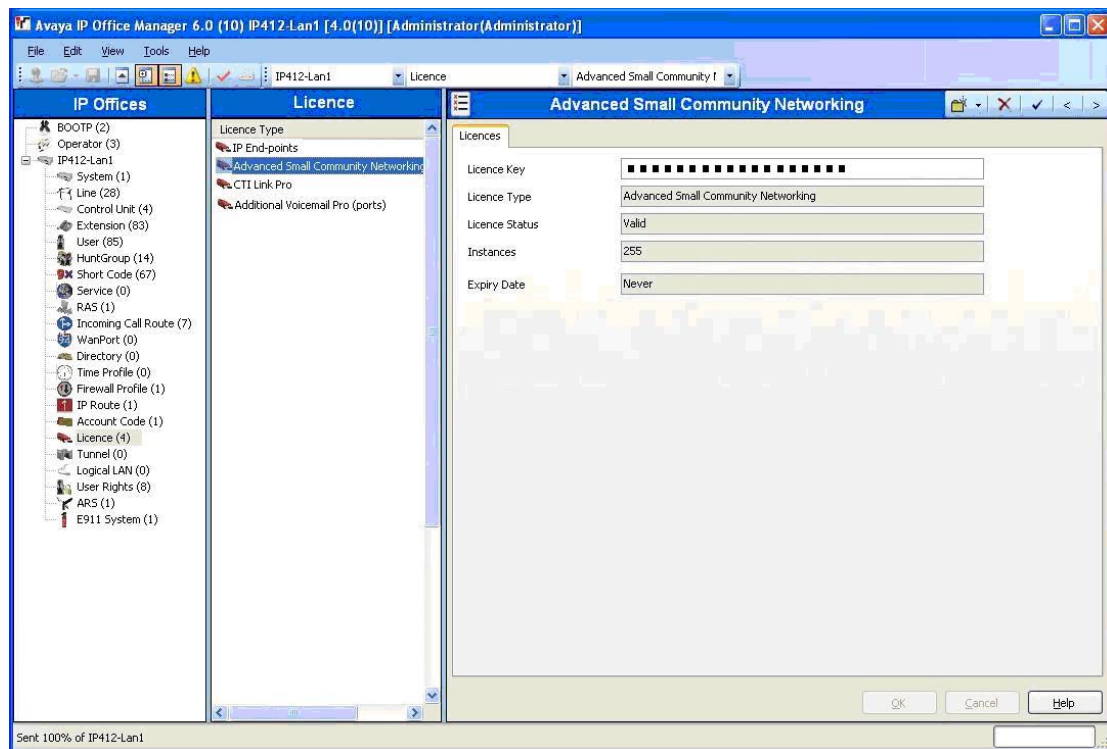 Avaya IP Office Manager 6.0 (10) IP412-Lan1 [4.0(10)] [Administrator(Administrator)]
File Edit View Tools Help
IP412-Lan1 Licence Advanced Small Community
IP Offices
BOOTP (2)
Operator (3)
IP412-Lan1
System (1)
Line (28)
Control Unit (4)
Extension (83)
User (85)
HuntGroup (14)
Short Code (67)
Service (0)
RAS (1)
Incoming Call Route (7)
WanPort (0)
Directory (0)
Time Profile (0)
Firewall Profile (1)
IP Route (1)
Account Code (1)
Licence (4)
Tunnel (0)
Logical LAN (0)
User Rights (8)
ARS (1)
E911 System (1)
Licence
Licence Type
IP End-points
Advanced Small Community Networking
CTI Link Pro
Additional Voicemail Pro (ports)
Advanced Small Community Networking
Licences
Licence Key
Licence Type Advanced Small Community Networking
Licence Status Valid
Instances 255
Expiry Date Never
OK Cancel Help
Sent 100% of IP412-Lan1